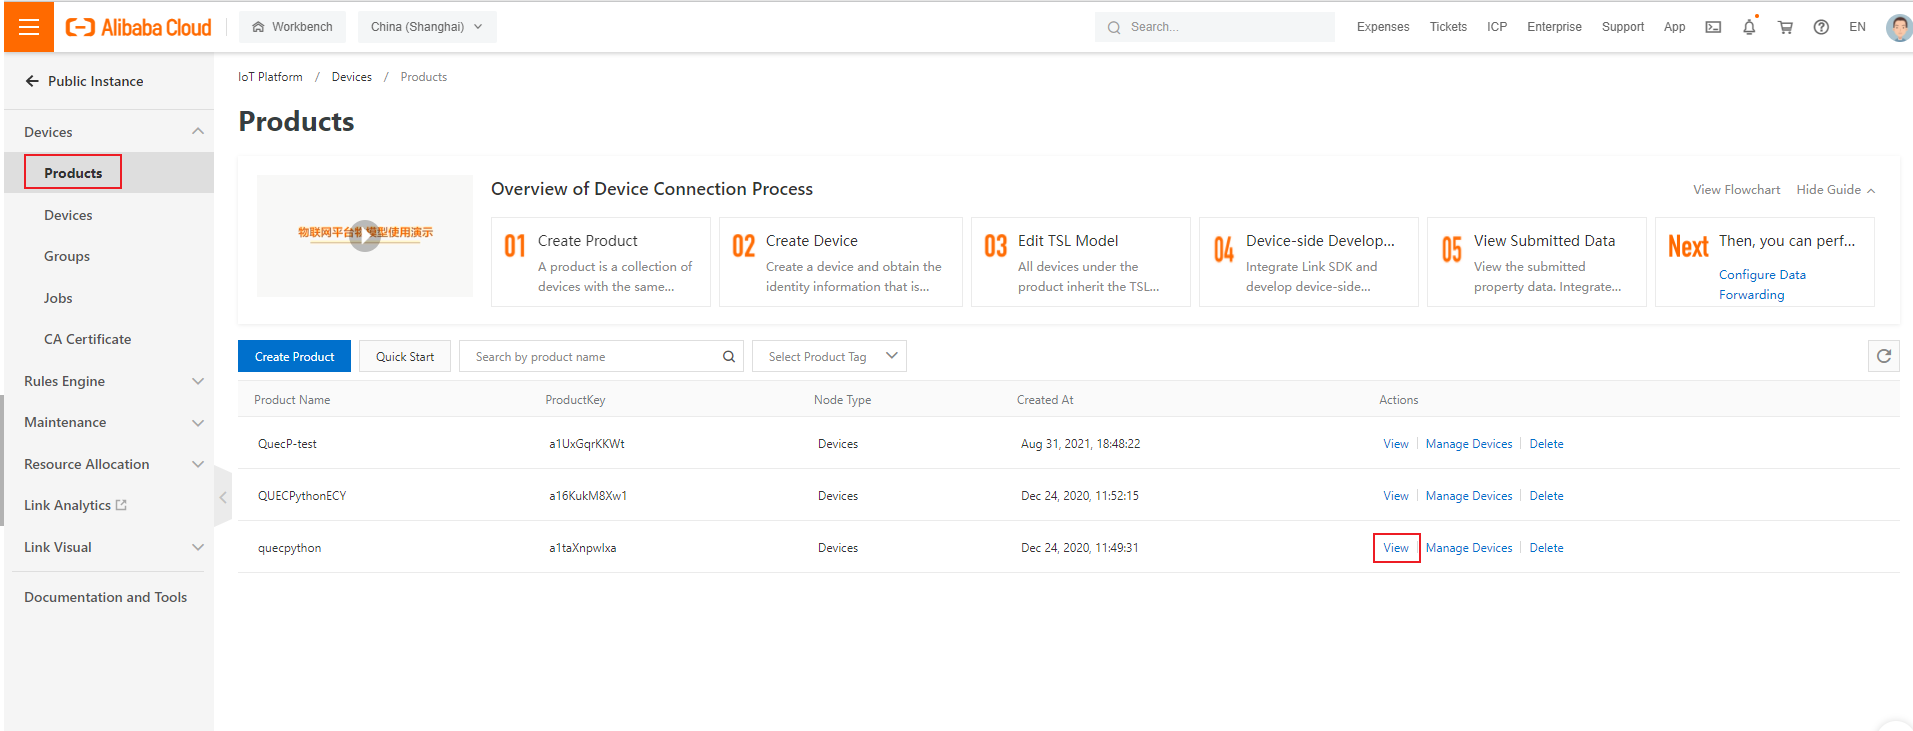 Alibaba Cloud
Workbench
China (Shanghai)
Search...
Expenses
Tickets
ICP
Enterprise
Support
App
EN
Public Instance
Devices
Products
Devices
Groups
Jobs
CA Certificate
Rules Engine
Maintenance
Resource Allocation
Link Analytics
Link Visual
Documentation and Tools
IoT Platform / Devices / Products
Products
物联网平台物模型使用演示
Overview of Device Connection Process
View Flowchart
Hide Guide
01 Create Product
A product is a collection of
devices with the same...
02 Create Device
Create a device and obtain the
identity information that is...
03 Edit TSL Model
All devices under the
product inherit the TSL...
04 Device-side Develop...
Integrate Link SDK and
develop device-side...
05 View Submitted Data
View the submitted
property data. Integrate...
Next Then, you can perf...
Configure Data
Forwarding
Create Product
Quick Start
Search by product name
Select Product Tag
Product Name ProductKey Node Type Created At Actions
QuecP-test a1UxGqrKKWt Devices Aug 31, 2021, 18:48:22 View Manage Devices Delete
QUECPythonECY a16KukM8Xw1 Devices Dec 24, 2020, 11:52:15 View Manage Devices Delete
quecpython a1taXnpwlxa Devices Dec 24, 2020, 11:49:31 View Manage Devices Delete